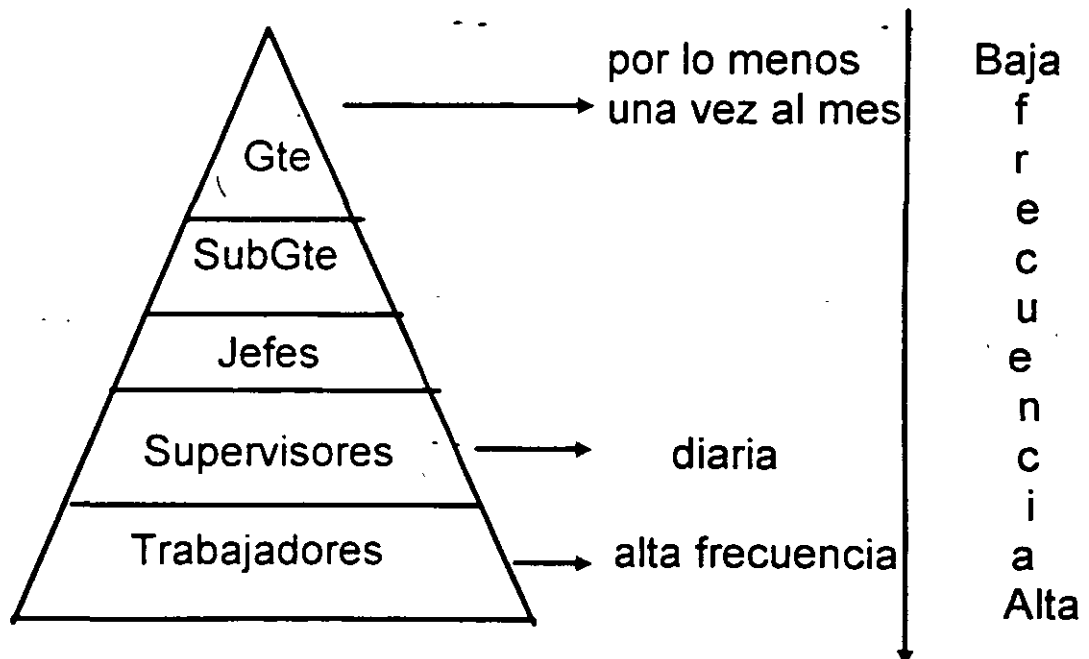 por lo menos
una vez al mes
Gte
SubGte
Jefes
Supervisores
diaria
Trabajadores
alta frecuencia
Baja
f
r
e
c
u
e
n
c
i
a
Alta